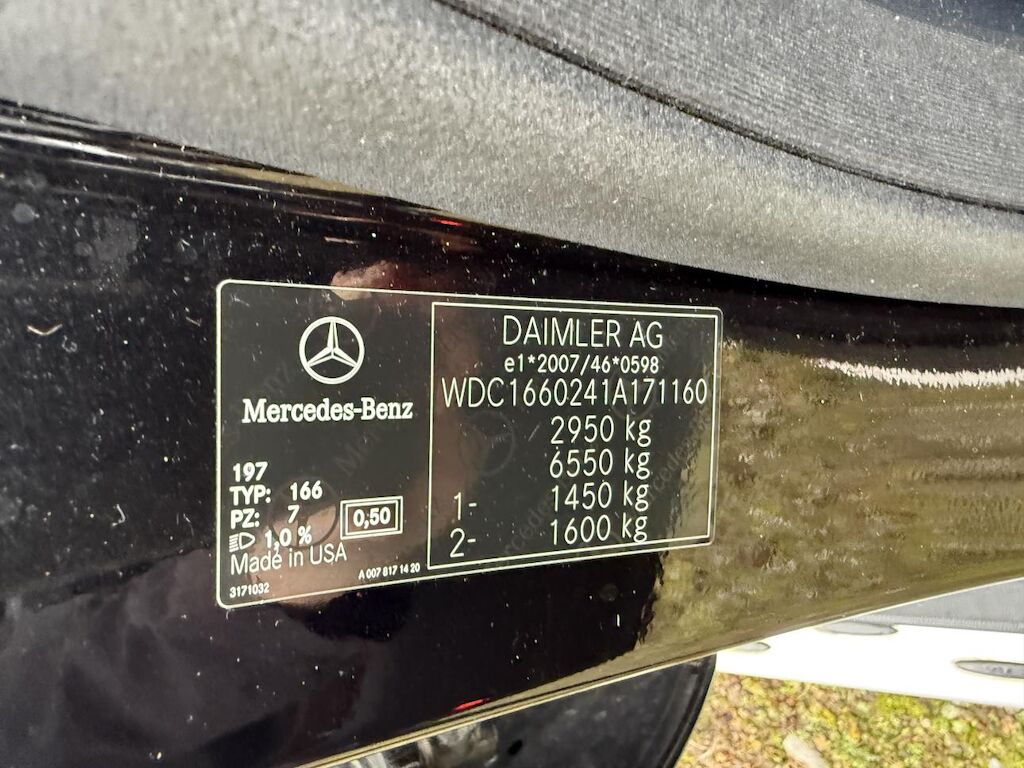 Mercedes-Benz
197
TYP: 166
PZ: 7
1,0 %
0,50
Made in USA
A 007 817 14 20
3171032
DAIMLER AG
e1*2007/46*0598
WDC1660241A171160
2950 kg
6550 kg
1- 1450 kg
2- 1600 kg